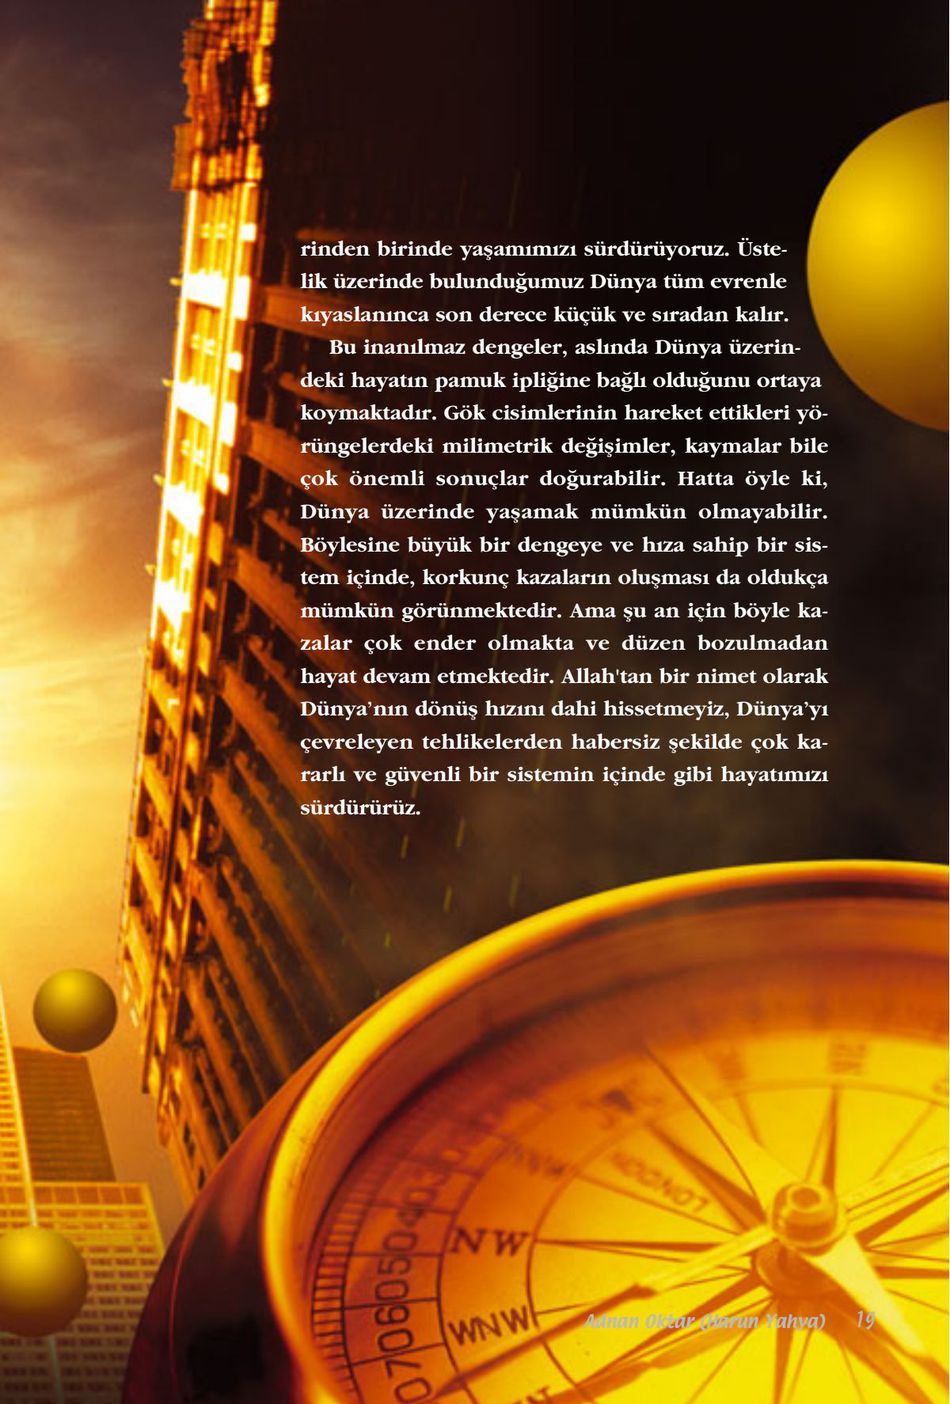 rinden birinde yaşamımızı sürdürüyoruz. Üste-
lik üzerinde bulunduğumuz Dünya tüm evrenle
kıyaslanınca son derece küçük ve sıradan kalır.
Bu inanılmaz dengeler, aslında Dünya üzerin-
deki hayatın pamuk ipliğine bağlı olduğunu ortaya
koymaktadır. Gök cisimlerinin hareket ettikleri yö-
rüngelerdeki milimetrik değişimler, kaymalar bile
çok önemli sonuçlar doğurabilir. Hatta öyle ki,
Dünya üzerinde yaşamak mümkün olmayabilir.
Böylesine büyük bir dengeye ve hıza sahip bir sis-
tem içinde, korkunç kazaların oluşması da oldukça
mümkün görünmektedir. Ama şu an için böyle ka-
zalar çok ender olmakta ve düzen bozulmadan
hayat devam etmektedir. Allah'tan bir nimet olarak
Dünya’nın dönüş hızını dahi hissetmeyiz, Dünya’yı
çevreleyen tehlikelerden habersiz şekilde çok ka-
rarlı ve güvenli bir sistemin içinde gibi hayatımızı
sürdürürüz.
LONDON
NNW
NW
WNW
40
50
60
70
Adnan Oktar (Harun Yahya) 19